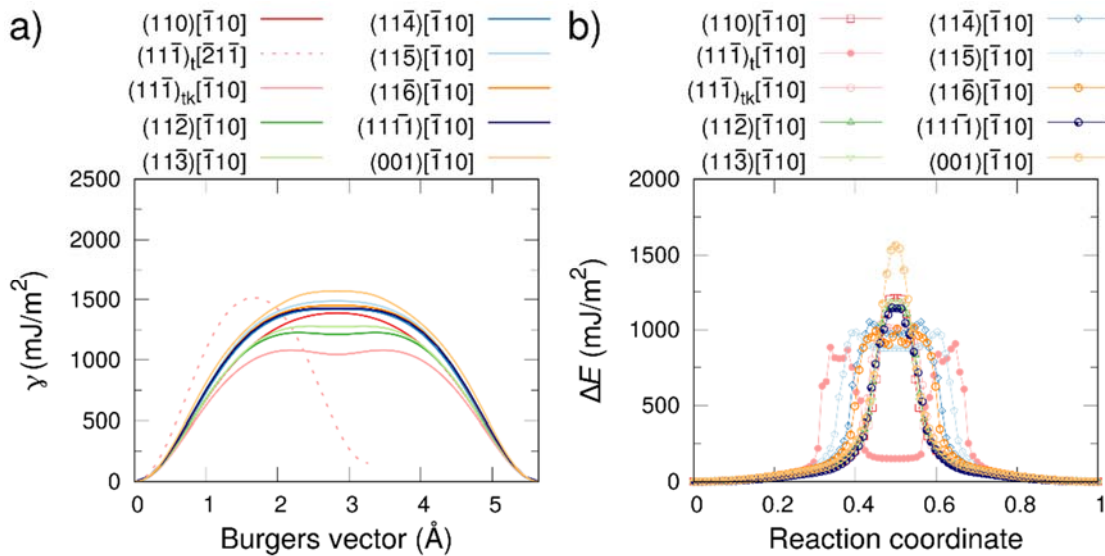 a)
(110)[1̄10]
(111̄)t[2̄11̄]
(111̄)tk[1̄10]
(112̄)[1̄10]
(113̄)[1̄10]
(114̄)[1̄10]
(115̄)[1̄10]
(116̄)[1̄10]
(111̄1̄)[1̄10]
(001)[1̄10]
2500
2000
1500
1000
500
0
γ (mJ/m²)
0 1 2 3 4 5
Burgers vector (Å)
b)
(110)[1̄10]
(111̄)t[2̄11̄]
(111̄)tk[1̄10]
(112̄)[1̄10]
(113̄)[1̄10]
(114̄)[1̄10]
(115̄)[1̄10]
(116̄)[1̄10]
(111̄1̄)[1̄10]
(001)[1̄10]
2000
1500
1000
500
0
ΔE (mJ/m²)
0 0.2 0.4 0.6 0.8 1
Reaction coordinate